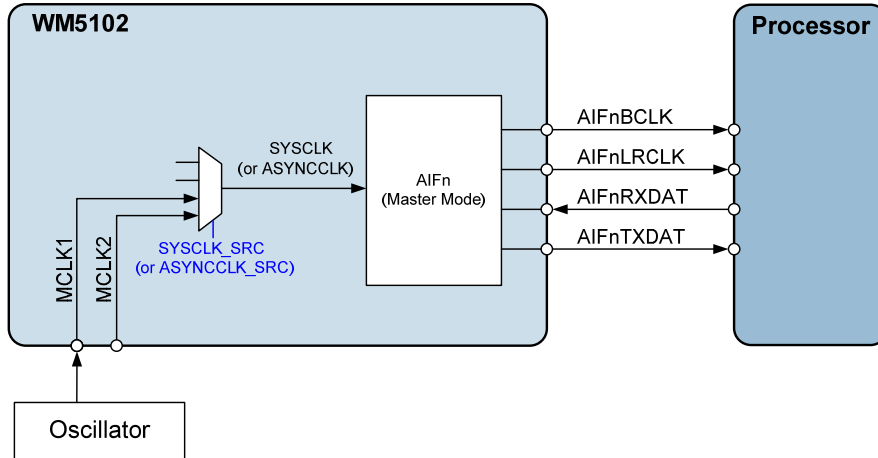 WM5102
Processor
AIFnBCLK
SYSCLK
(or ASYNCCLK)
AIFnLRCLK
AIFn
(Master Mode)
AIFnRXDAT
AIFnTXDAT
SYSCLK_SRC
(or ASYNCCLK_SRC)
MCLK1
MCLK2
Oscillator